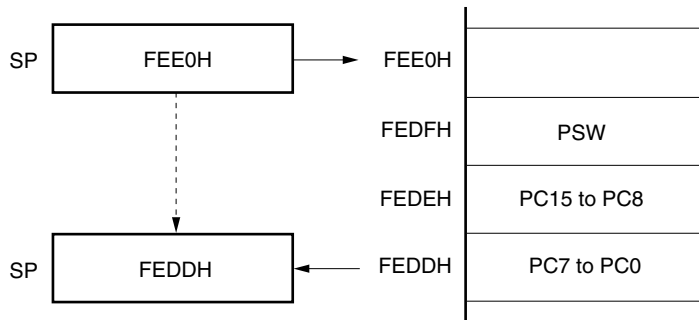 SP FEE0H FEE0H
FEDFH PSW
FEDEH PC15 to PC8
SP FEDDH FEDDH PC7 to PC0